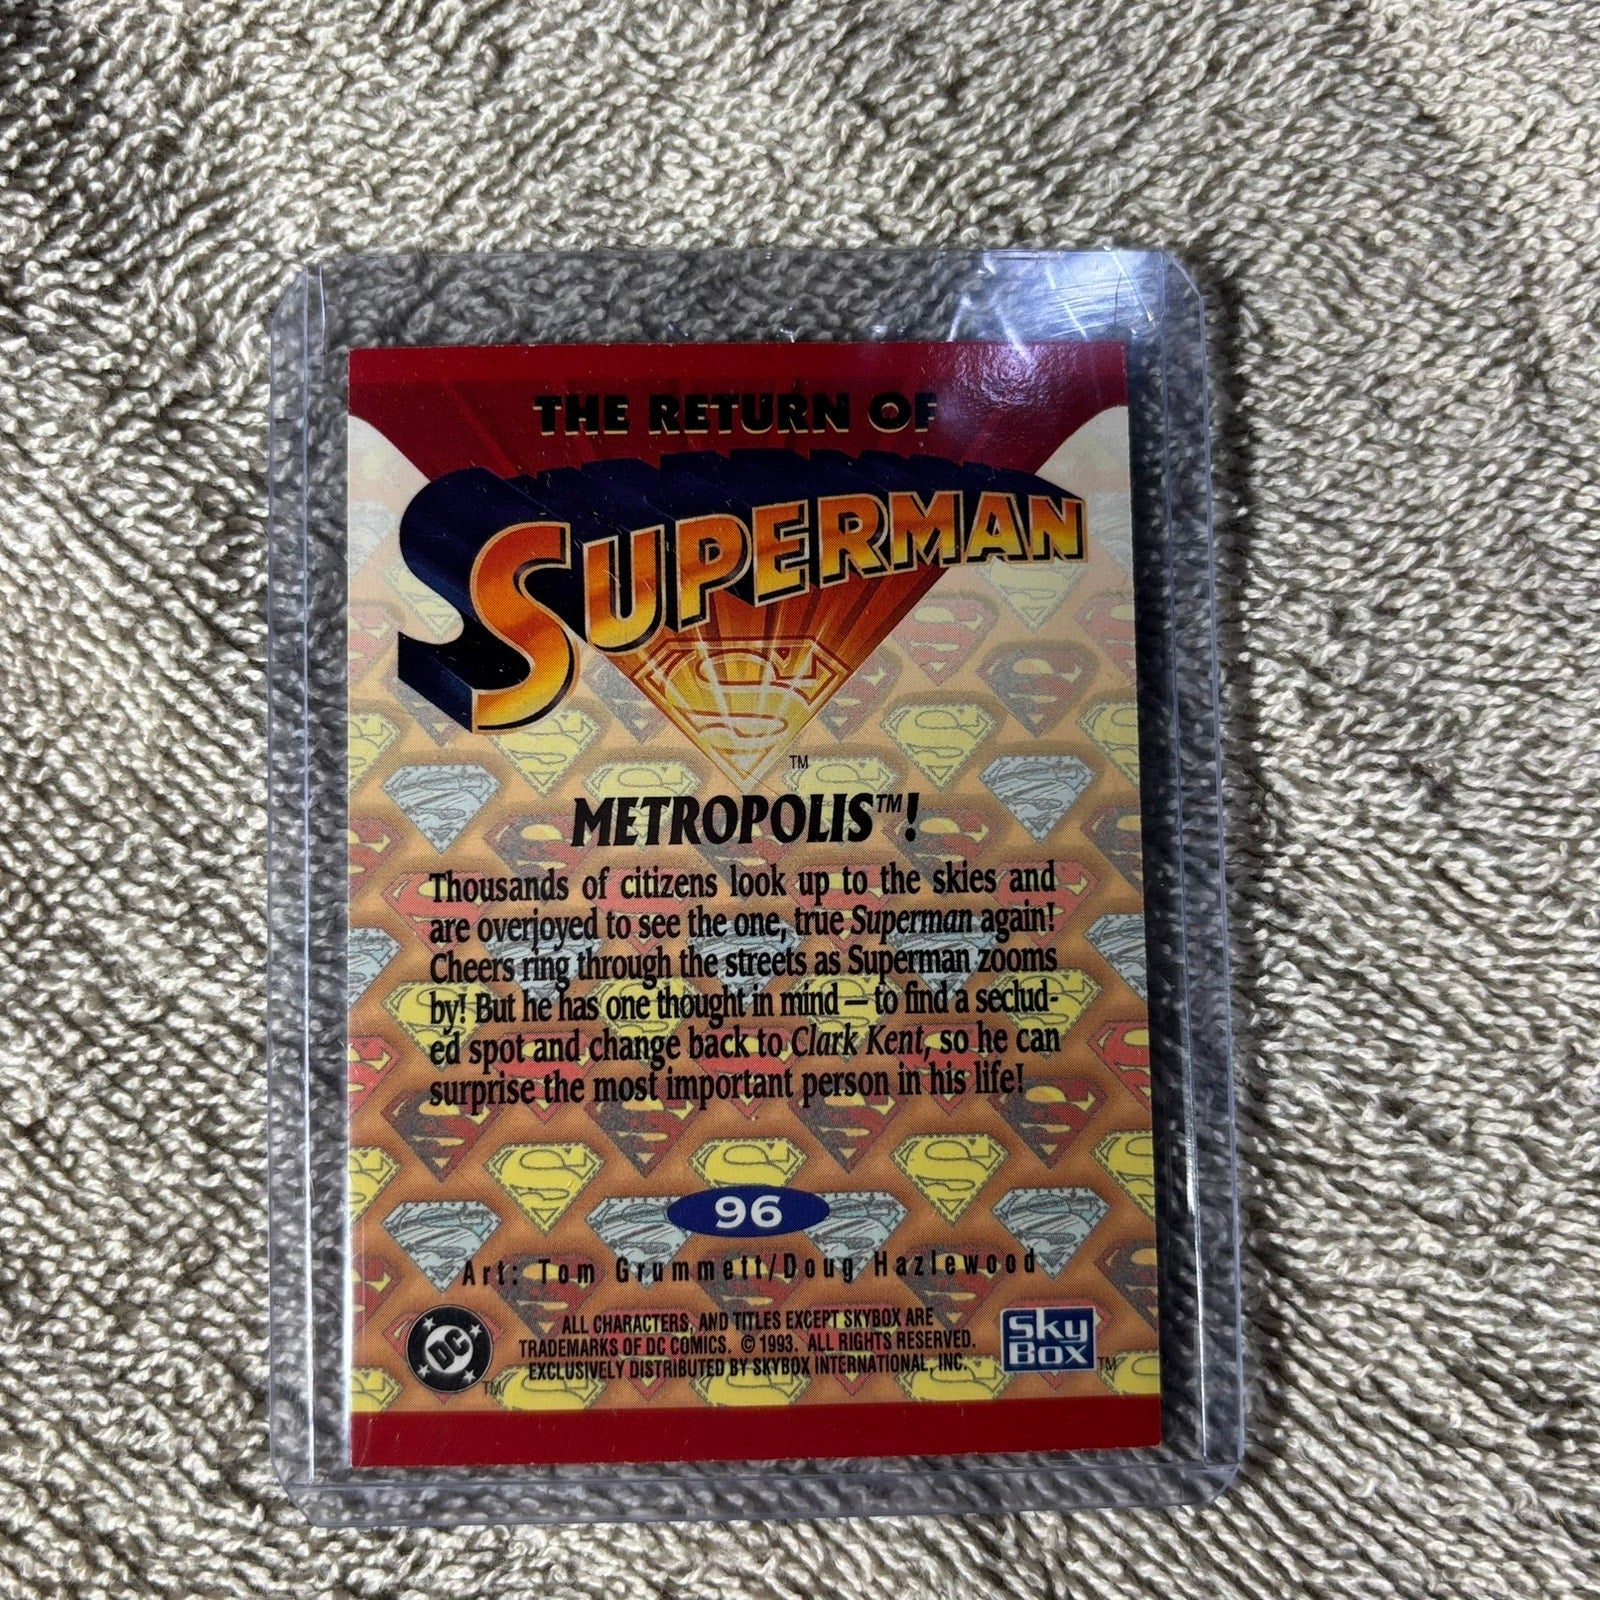 THE RETURN OF
SUPERMAN
TM
METROPOLIS™!
Thousands of citizens look up to the skies and
are overjoyed to see the one, true Superman again!
Cheers ring through the streets as Superman zooms
by! But he has one thought in mind — to find a seclud-
ed spot and change back to Clark Kent, so he can
surprise the most important person in his life!
96
Art: Tom Grummett/Doug Hazlewood
ALL CHARACTERS, AND TITLES EXCEPT SKYBOX ARE
TRADEMARKS OF DC COMICS. © 1993. ALL RIGHTS RESERVED.
EXCLUSIVELY DISTRIBUTED BY SKYBOX INTERNATIONAL, INC.
DC
TM
Sky
Box
TM